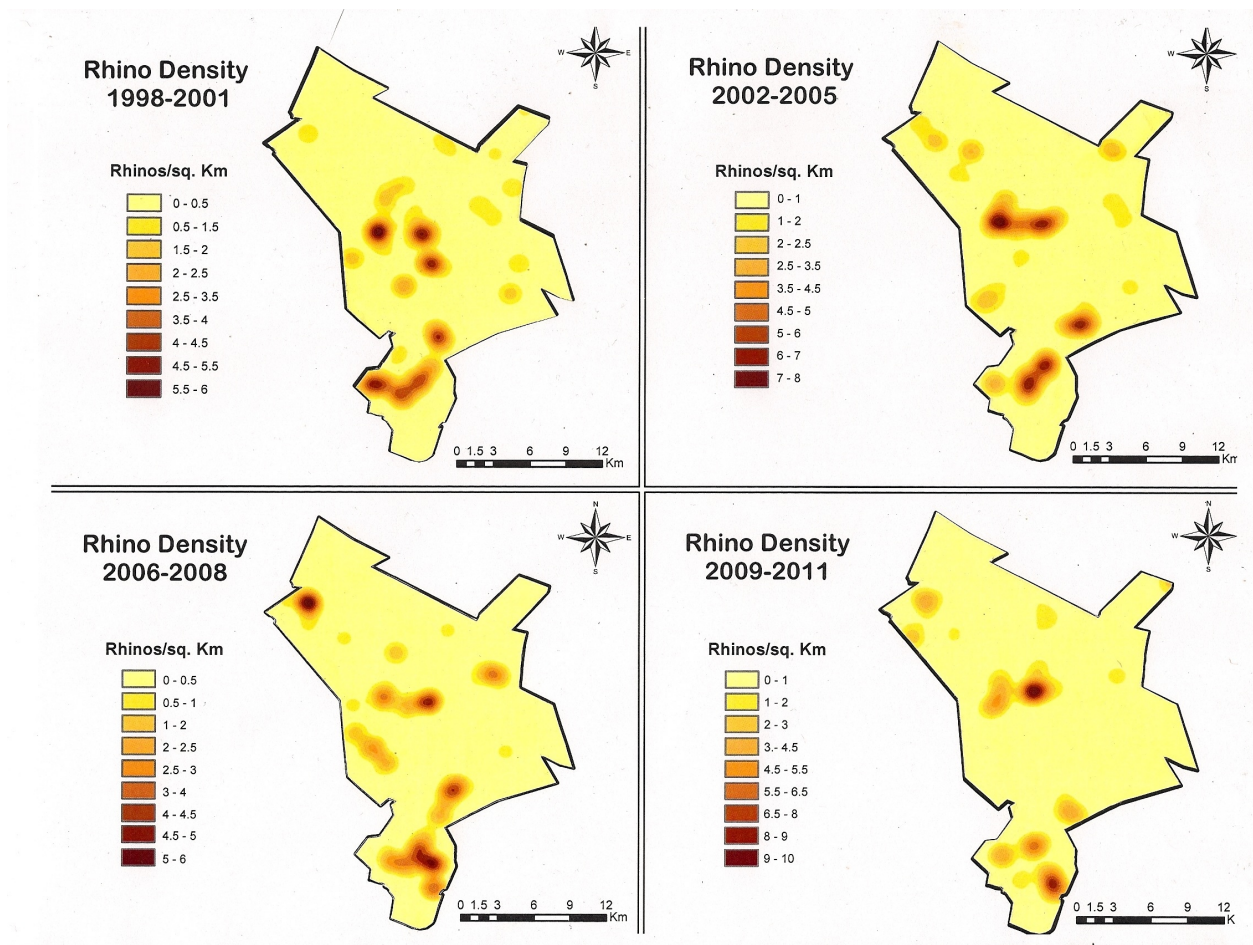 Rhino Density
1998-2001
Rhinos/sq. Km
0 - 0.5
0.5 - 1.5
1.5 - 2
2 - 2.5
2.5 - 3.5
3.5 - 4
4 - 4.5
4.5 - 5.5
5.5 - 6
W
E
S
0 1.5 3 6 9 12
Km
Rhino Density
2002-2005
Rhinos/sq. Km
0 - 1
1 - 2
2 - 2.5
2.5 - 3.5
3.5 - 4.5
4.5 - 5
5 - 6
6 - 7
7 - 8
W
S
0 1.5 3 6 9 12
Kr
Rhino Density
2006-2008
Rhinos/sq. Km
0 - 0.5
0.5 - 1
1 - 2
2 - 2.5
2.5 - 3
3 - 4
4 - 4.5
4.5 - 5
5 - 6
N
W
E
S
0 1.5 3 6 9 12
Km
Rhino Density
2009-2011
Rhinos/sq. Km
0 - 1
1 - 2
2 - 3
3.- 4.5
4.5 - 5.5
5.5 - 6.5
6.5 - 8
8 - 9
9 - 10
N
W
S
0 1.5 3 6 9 12
K